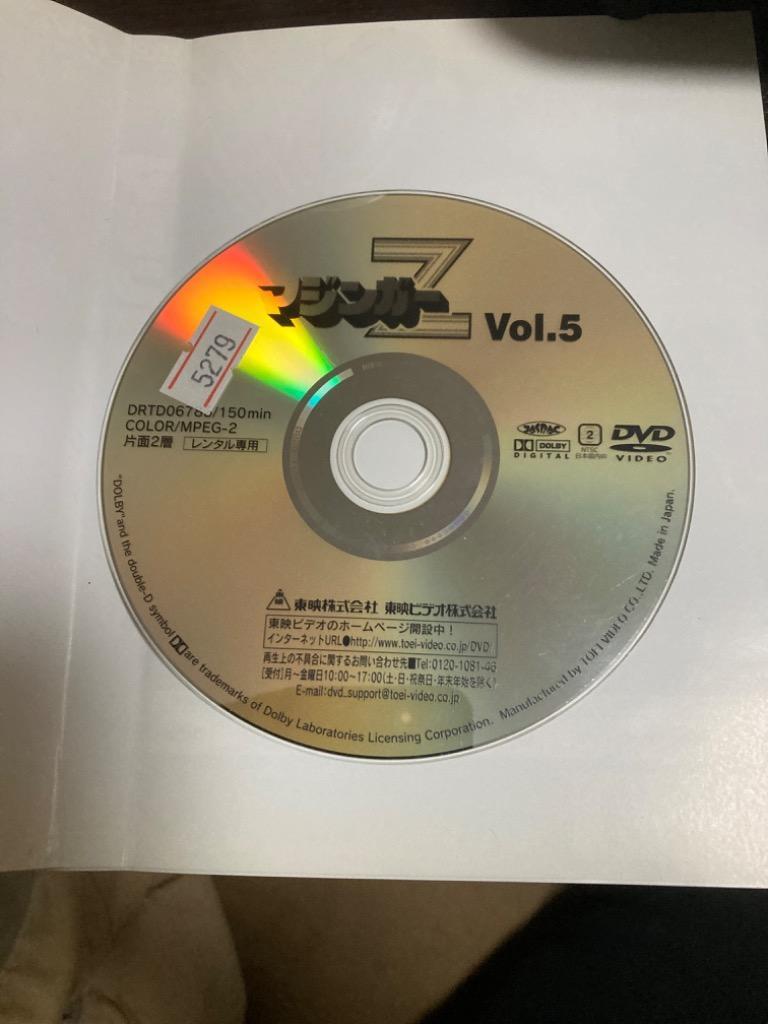 マジンガーZ Vol.5
5279
DRTD06786/150min
COLOR/MPEG-2
片面2層 レンタル専用
DOLBY
DIGITAL
2
NTSC
日本国内向
DVD
VIDEO
"DOLBY" and the double-D symbol are trademarks of Dolby Laboratories Licensing Corporation. Manufactured by TOEI VIDEO CO., LTD. Made in Japan.
東映株式会社 東映ビデオ株式会社
東映ビデオのホームページ開設中!
インターネットURL●http://www.toei-video.co.jp/DVD/
再生上の不具合に関するお問い合わせ先■Tel:0120-1081-46
[受付]月~金曜日10:00~17:00(土・日・祝祭日・年末年始を除く)
E-mail:dvd_support@toei-video.co.jp